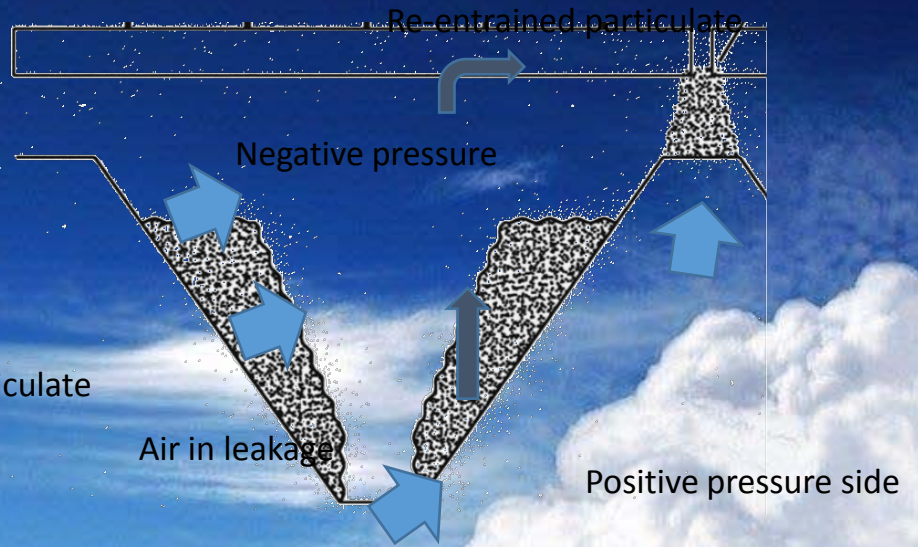 Re-entrained particulate
Negative pressure
culate
Air in leakage
Positive pressure side